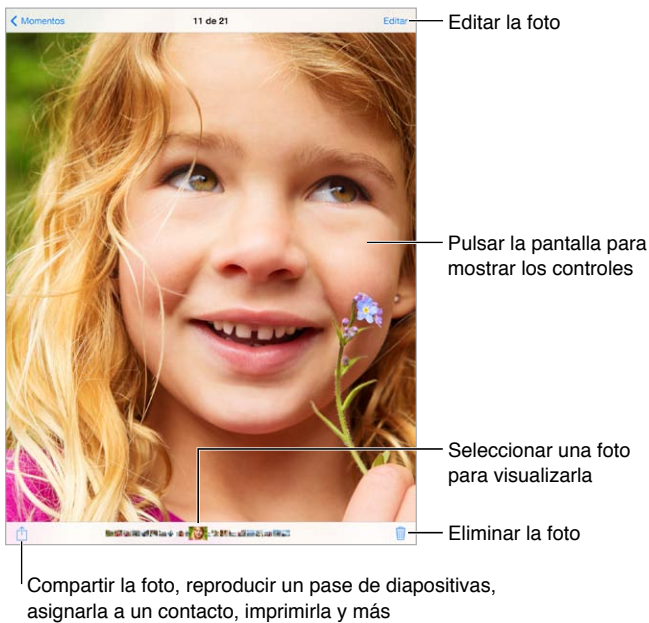 Momentos
11 de 21
Editar
Editar la foto
Pulsar la pantalla para
mostrar los controles
Seleccionar una foto
para visualizarla
Eliminar la foto
Compartir la foto, reproducir un pase de diapositivas,
asignarla a un contacto, imprimirla y más